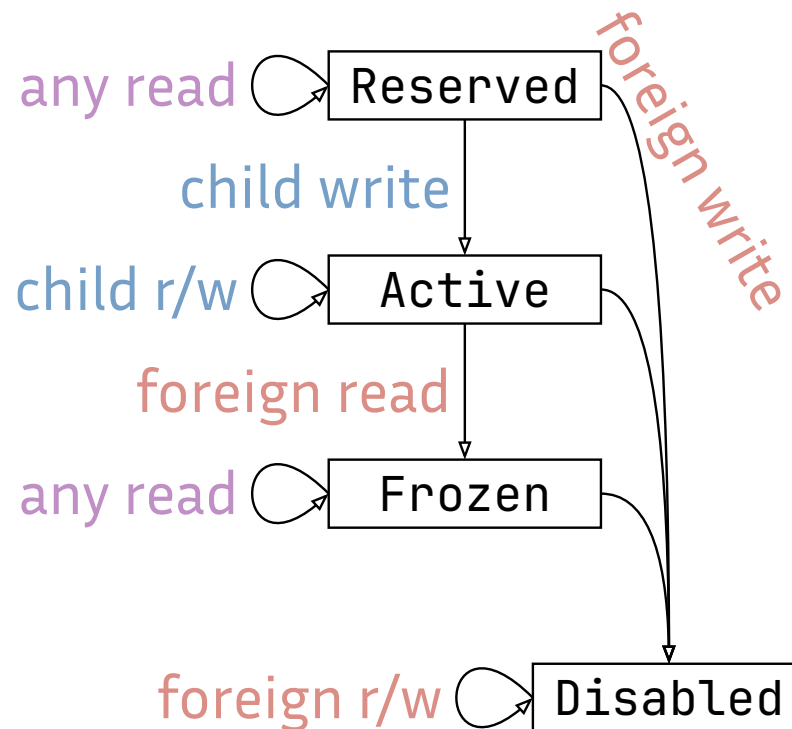 any read
Reserved
foreign write
child write
child r/w
Active
foreign read
any read
Frozen
foreign r/w
Disabled